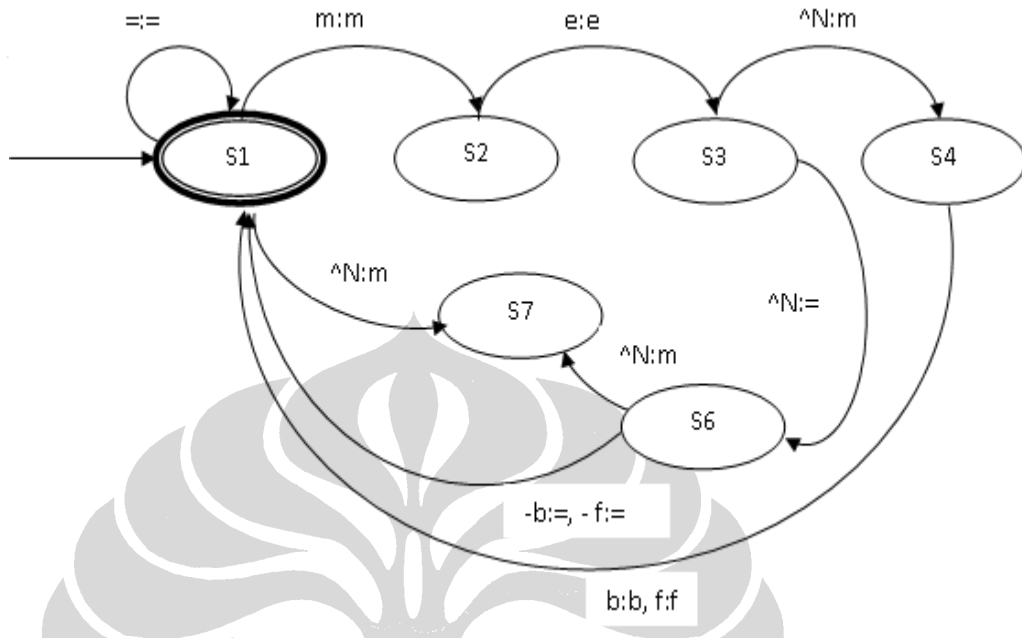 =:= m:m e:e ^N:m
S1 S2 S3 S4
^N:m S7 ^N:=
^N:m
S6
-b:=, - f:=
b:b, f:f